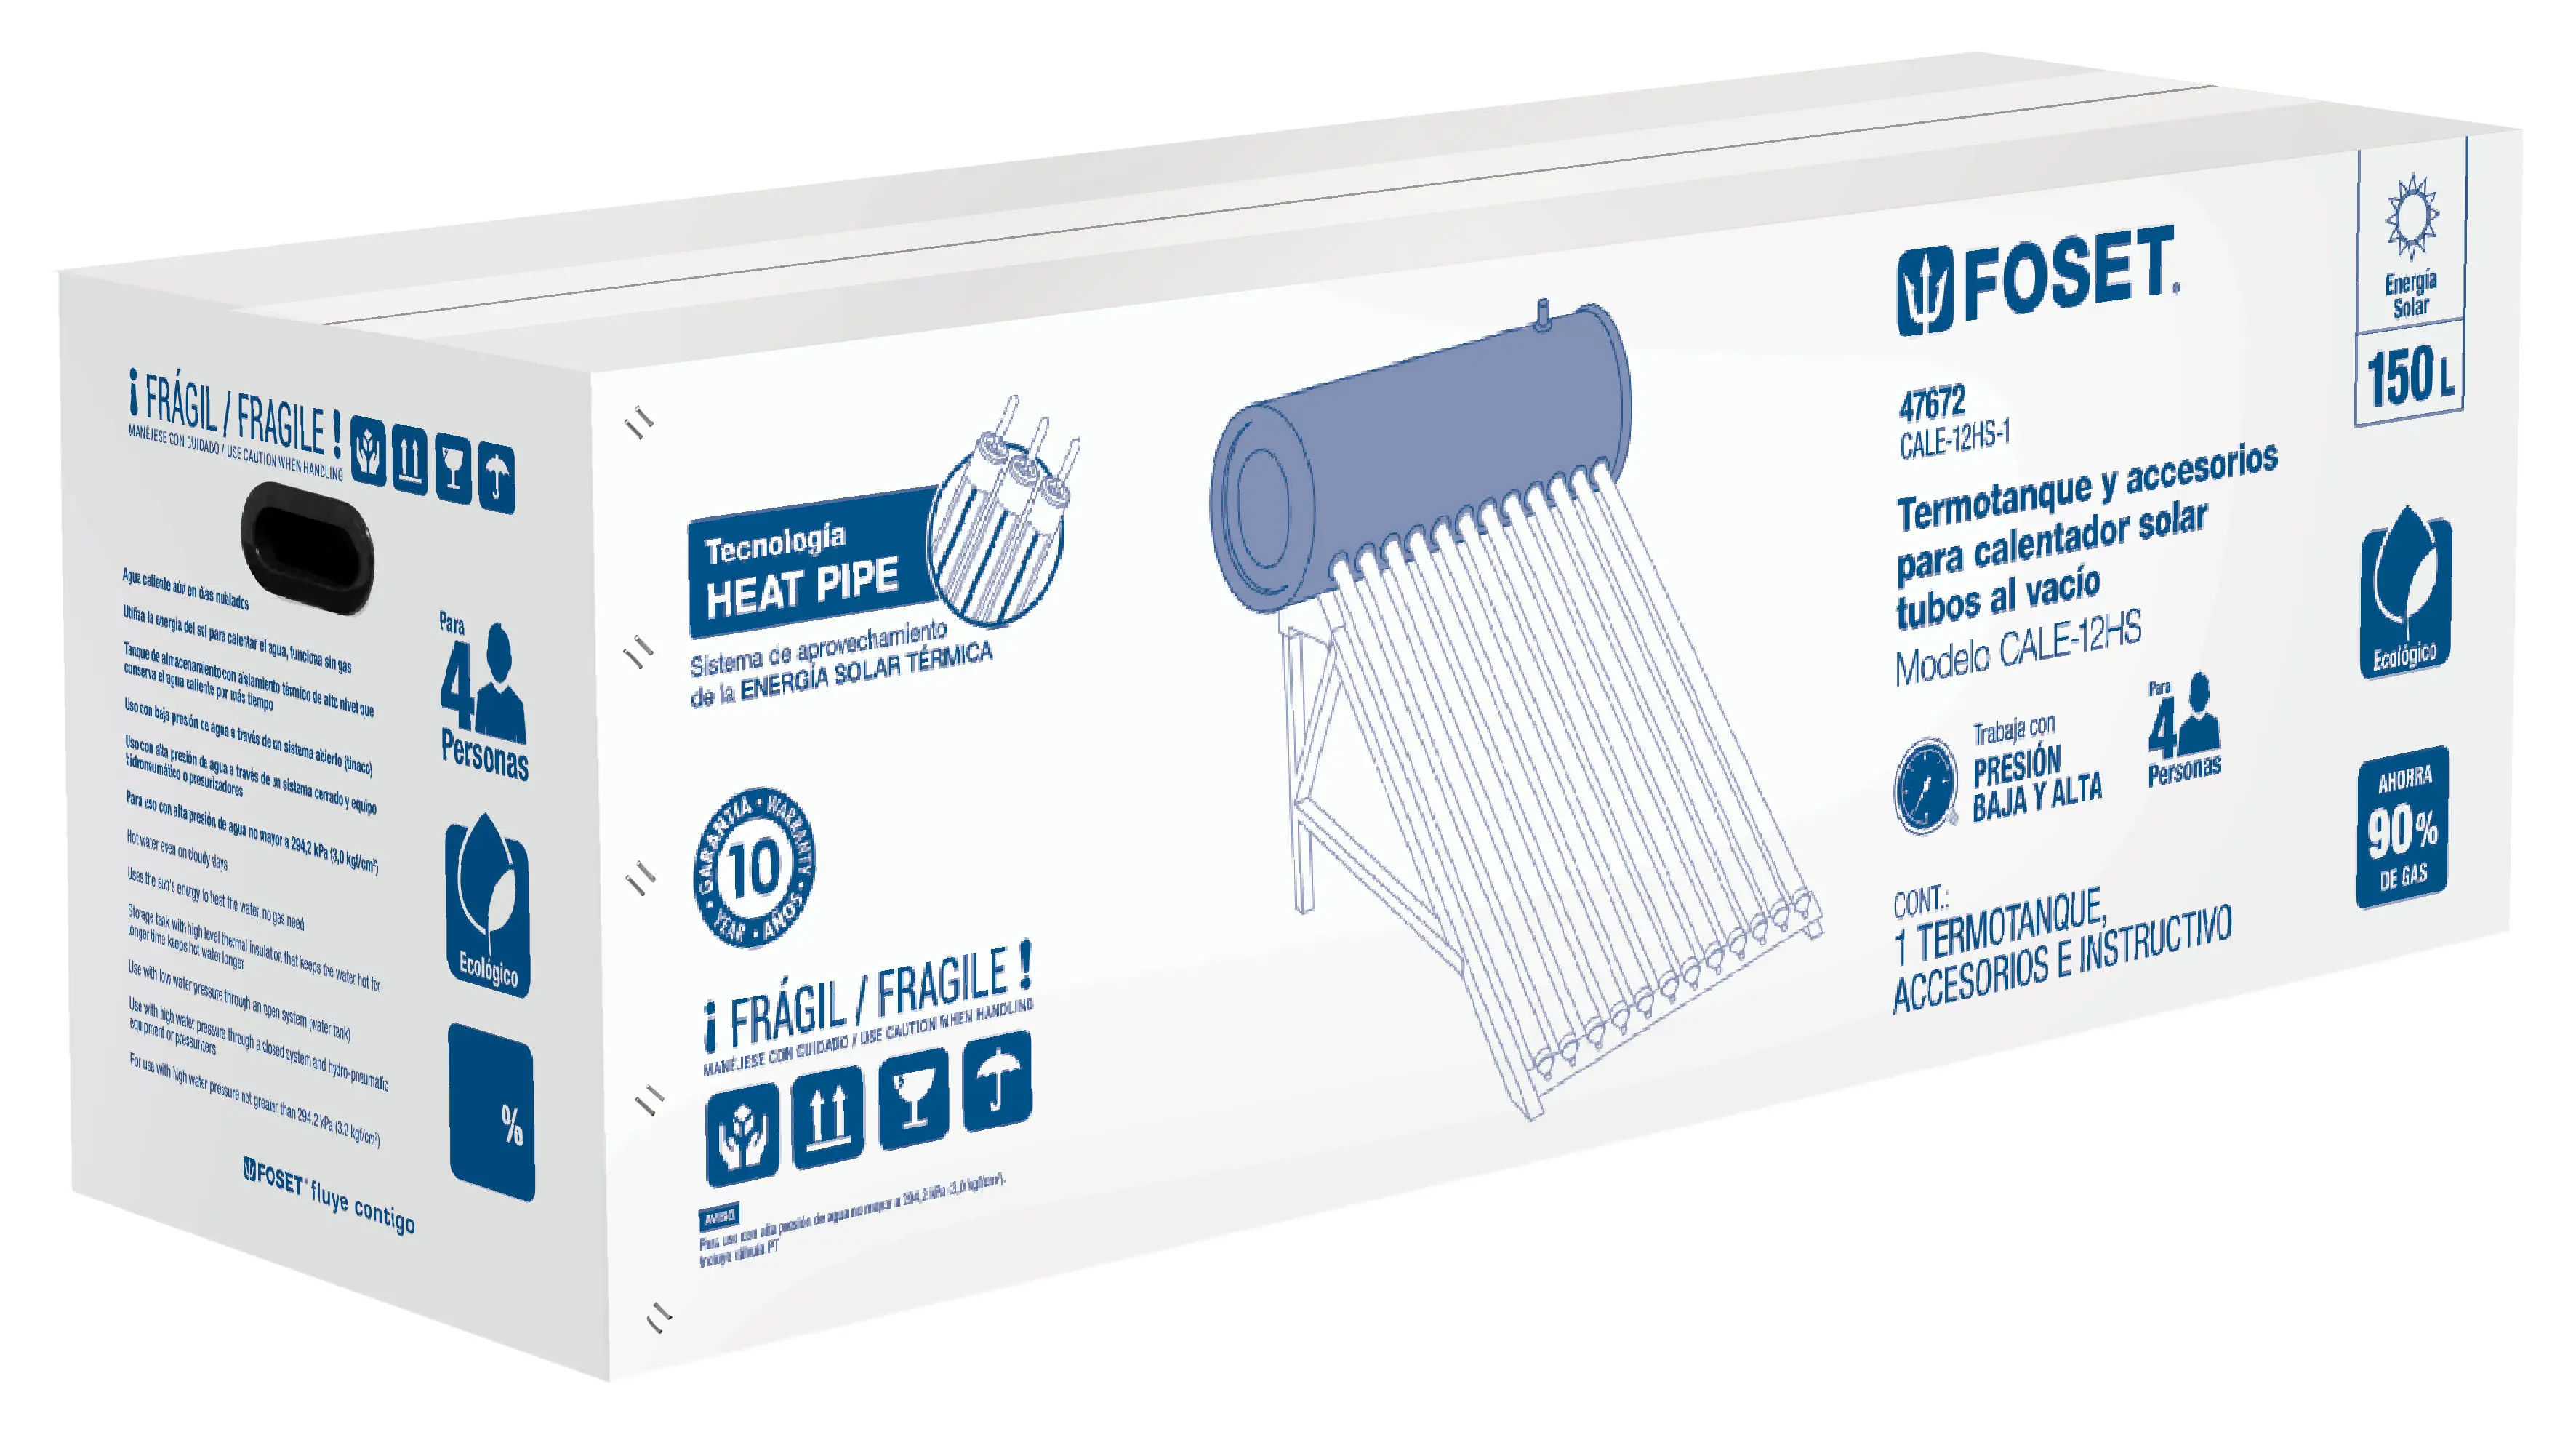 ¡ FRÁGIL / FRAGILE !
MANÉJESE CON CUIDADO / USE CAUTION WHEN HANDLING
Agua caliente aún en días nublados
Utiliza la energía del sol para calentar el agua, funciona sin gas
Tanque de almacenamiento con aislamiento térmico de alto nivel que
conserva el agua caliente por más tiempo
Uso con baja presión de agua a través de un sistema abierto (tinaco)
Uso con alta presión de agua a través de un sistema cerrado y equipo
hidroneumático o presurizadores
Para uso con alta presión de agua no mayor a 294,2 kPa (3,0 kgf/cm²)
Hot water even on cloudy days
Uses the sun's energy to heat the water, no gas need
Storage tank with high level thermal insulation that keeps the water hot for
longer time keeps hot water longer
Use with low water pressure through an open system (water tank)
Use with high water pressure through a closed system and hydro-pneumatic
equipment or pressurizers
For use with high water pressure not greater than 294.2 kPa (3.0 kgf/cm²)
FOSET® fluye contigo
Para
4
Personas
Ecológico
%
Tecnología
HEAT PIPE
Sistema de aprovechamiento
de la ENERGÍA SOLAR TÉRMICA
GARANTÍA • WARRANTY
10
YEAR • AÑOS
¡ FRÁGIL / FRAGILE !
MANÉJESE CON CUIDADO / USE CAUTION WHEN HANDLING
AVISO
Para uso con alta presión de agua no mayor a 294,2 kPa (3,0 kgf/cm²).
Incluye válvula PT
FOSET®
47672
CALE-12HS-1
Termotanque y accesorios
para calentador solar
tubos al vacío
Modelo CALE-12HS
Trabaja con
PRESIÓN
BAJA Y ALTA
Para
4
Personas
CONT.:
1 TERMOTANQUE,
ACCESORIOS E INSTRUCTIVO
Energía
Solar
150 L
Ecológico
AHORRA
90%
DE GAS